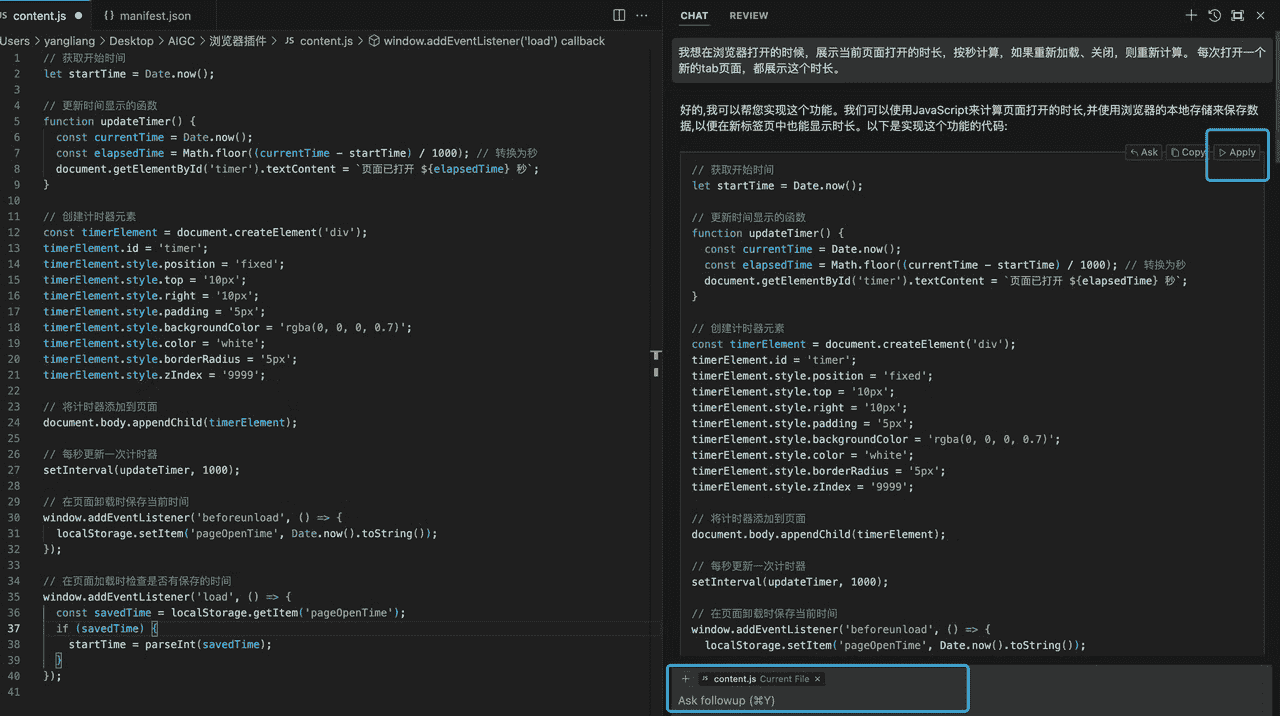 JS content.js ● {} manifest.json
Users > yangliang > Desktop > AIGC > 浏览器插件 > JS content.js > window.addEventListener('load') callback
1 // 获取开始时间
2 let startTime = Date.now();
3
4 // 更新时间显示的函数
5 function updateTimer() {
6 const currentTime = Date.now();
7 const elapsedTime = Math.floor((currentTime - startTime) / 1000); // 转换为秒
8 document.getElementById('timer').textContent = `页面已打开 ${elapsedTime} 秒`;
9 }
10
11 // 创建计时器元素
12 const timerElement = document.createElement('div');
13 timerElement.id = 'timer';
14 timerElement.style.position = 'fixed';
15 timerElement.style.top = '10px';
16 timerElement.style.right = '10px';
17 timerElement.style.padding = '5px';
18 timerElement.style.backgroundColor = 'rgba(0, 0, 0, 0.7)';
19 timerElement.style.color = 'white';
20 timerElement.style.borderRadius = '5px';
21 timerElement.style.zIndex = '9999';
22
23 // 将计时器添加到页面
24 document.body.appendChild(timerElement);
25
26 // 每秒更新一次计时器
27 setInterval(updateTimer, 1000);
28
29 // 在页面卸载时保存当前时间
30 window.addEventListener('beforeunload', () => {
31 localStorage.setItem('pageOpenTime', Date.now().toString());
32 });
33
34 // 在页面加载时检查是否有保存的时间
35 window.addEventListener('load', () => {
36 const savedTime = localStorage.getItem('pageOpenTime');
37 if (savedTime) {
38 startTime = parseInt(savedTime);
39 }
40 });
41
CHAT REVIEW
我想在浏览器打开的时候，展示当前页面打开的时长，按秒计算，如果重新加载、关闭，则重新计算。 每次打开一个
新的tab页面，都展示这个时长。
好的,我可以帮您实现这个功能。我们可以使用JavaScript来计算页面打开的时长,并使用浏览器的本地存储来保存数
据,以便在新标签页中也能显示时长。以下是实现这个功能的代码:
Ask Copy Apply
// 获取开始时间
let startTime = Date.now();
// 更新时间显示的函数
function updateTimer() {
const currentTime = Date.now();
const elapsedTime = Math.floor((currentTime - startTime) / 1000); // 转换为秒
document.getElementById('timer').textContent = `页面已打开 ${elapsedTime} 秒`;
}
// 创建计时器元素
const timerElement = document.createElement('div');
timerElement.id = 'timer';
timerElement.style.position = 'fixed';
timerElement.style.top = '10px';
timerElement.style.right = '10px';
timerElement.style.padding = '5px';
timerElement.style.backgroundColor = 'rgba(0, 0, 0, 0.7)';
timerElement.style.color = 'white';
timerElement.style.borderRadius = '5px';
timerElement.style.zIndex = '9999';
// 将计时器添加到页面
document.body.appendChild(timerElement);
// 每秒更新一次计时器
setInterval(updateTimer, 1000);
// 在页面卸载时保存当前时间
window.addEventListener('beforeunload', () => {
localStorage.setItem('pageOpenTime', Date.now().toString());
+ JS content.js Current File ×
Ask followup (⌘Y)